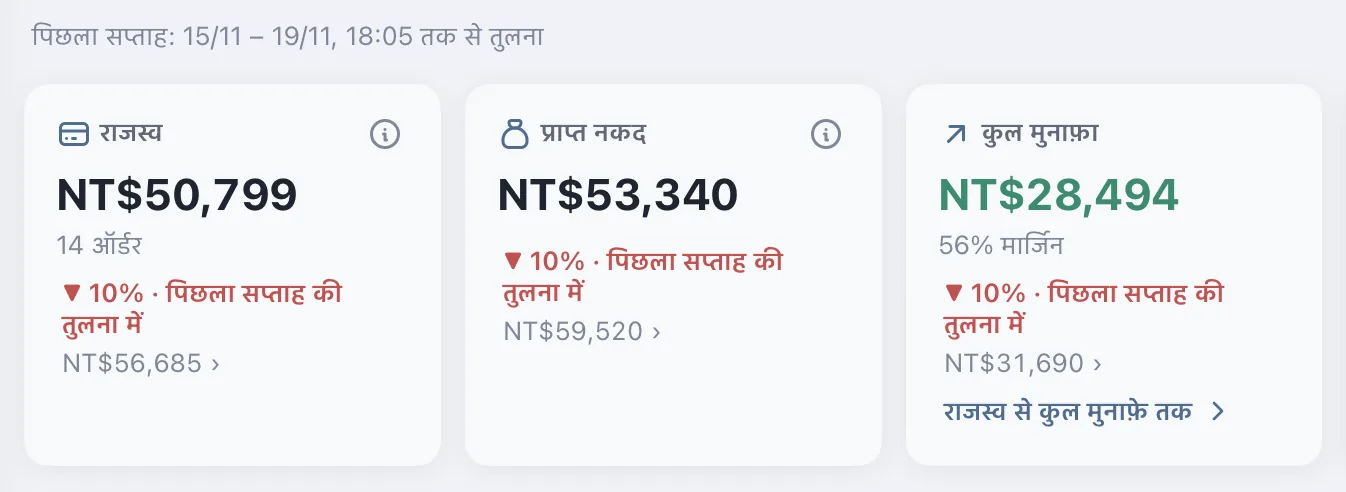 पिछला सप्ताह: 15/11 – 19/11, 18:05 तक से तुलना
राजस्व
NT$50,799
14 ऑर्डर
▼ 10% · पिछला सप्ताह की
तुलना में
NT$56,685 ›
प्राप्त नकद
NT$53,340
▼ 10% · पिछला सप्ताह की
तुलना में
NT$59,520 ›
कुल मुनाफ़ा
NT$28,494
56% मार्जिन
▼ 10% · पिछला सप्ताह की
तुलना में
NT$31,690 ›
राजस्व से कुल मुनाफ़े तक